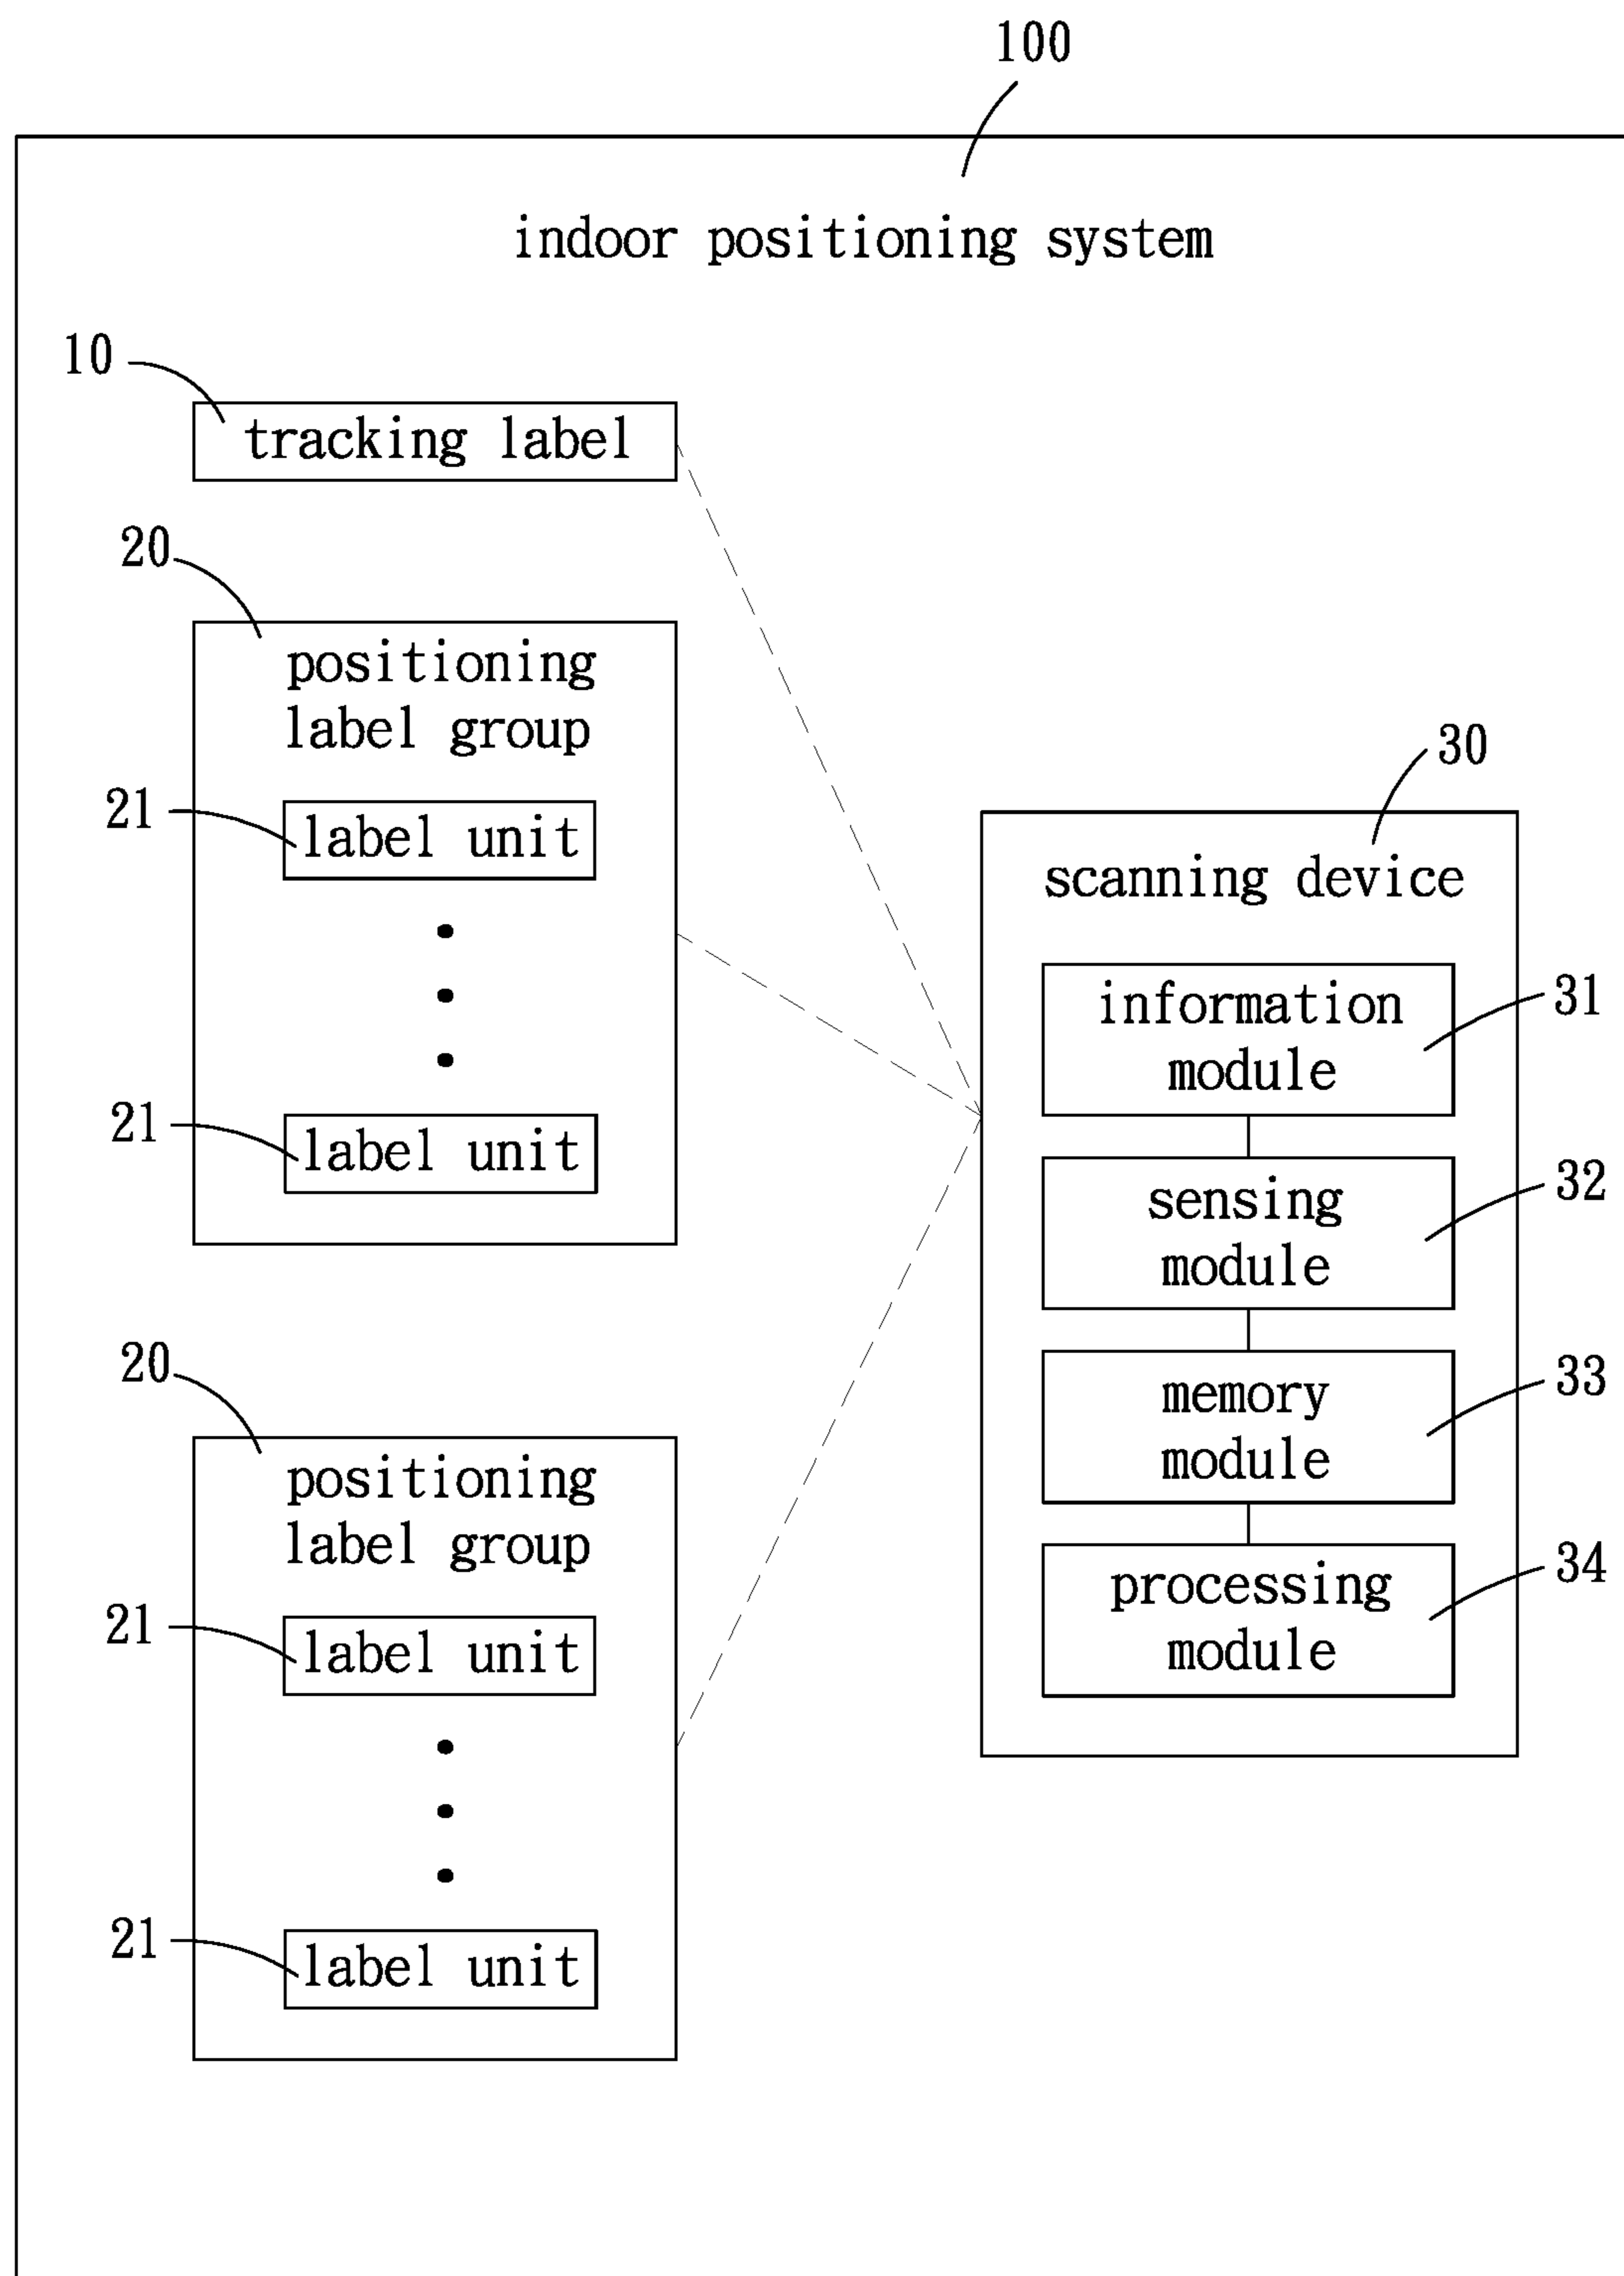 100
indoor positioning system
10
tracking label
20
positioning
label group
21
label unit
21
label unit
20
positioning
label group
21
label unit
21
label unit
30
scanning device
information
module
31
sensing
module
32
memory
module
33
processing
module
34